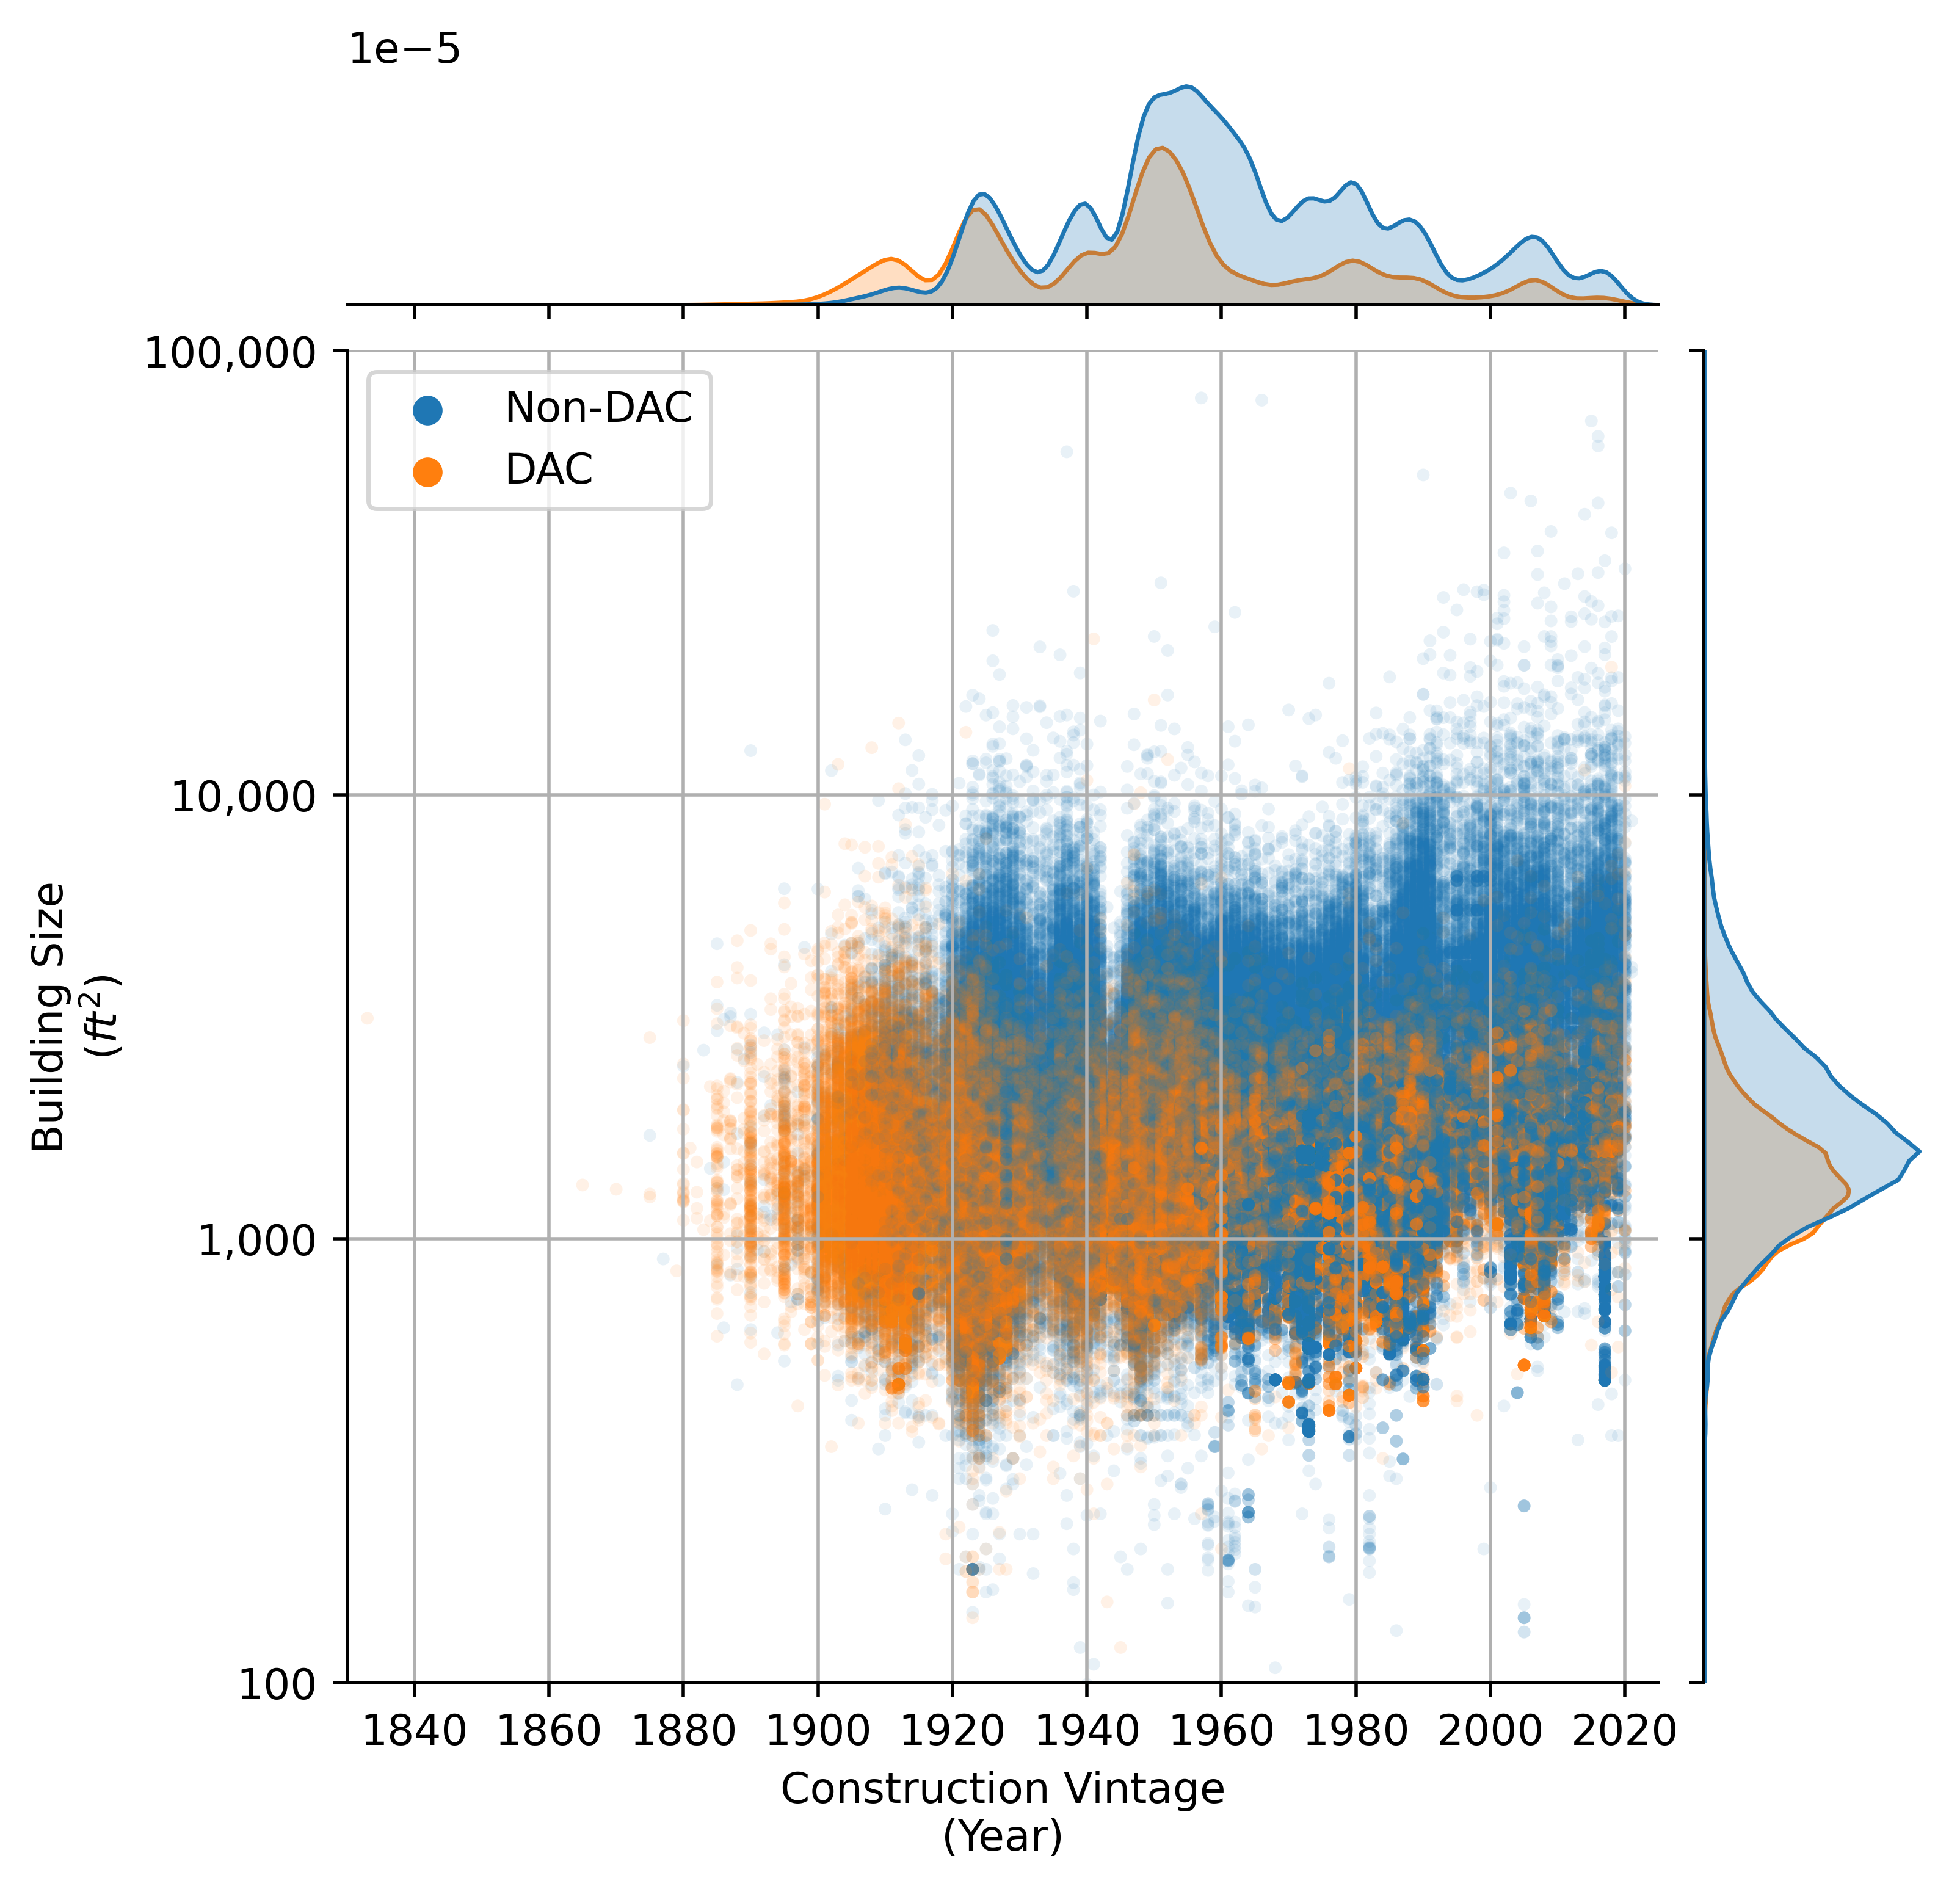 1e−5
100,000
Non-DAC
DAC
10,000
Building Size
(ft²)
1,000
100
1840 1860 1880 1900 1920 1940 1960 1980 2000 2020
Construction Vintage
(Year)